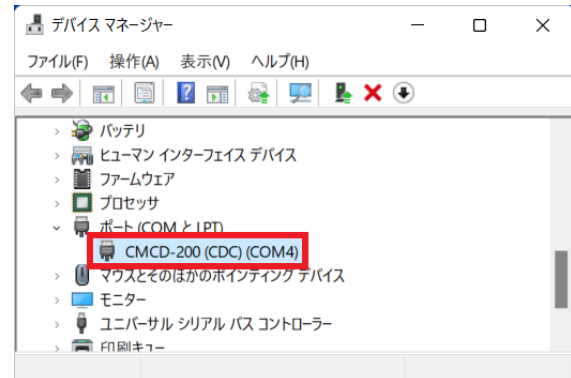 デバイス マネージャー
ファイル(F) 操作(A) 表示(V) ヘルプ(H)
バッテリ
ヒューマン インターフェイス デバイス
ファームウェア
プロセッサ
ポート (COM と LPT)
CMCD-200 (CDC) (COM4)
マウスとそのほかのポインティング デバイス
モニター
ユニバーサル シリアル バス コントローラー
印刷キュー